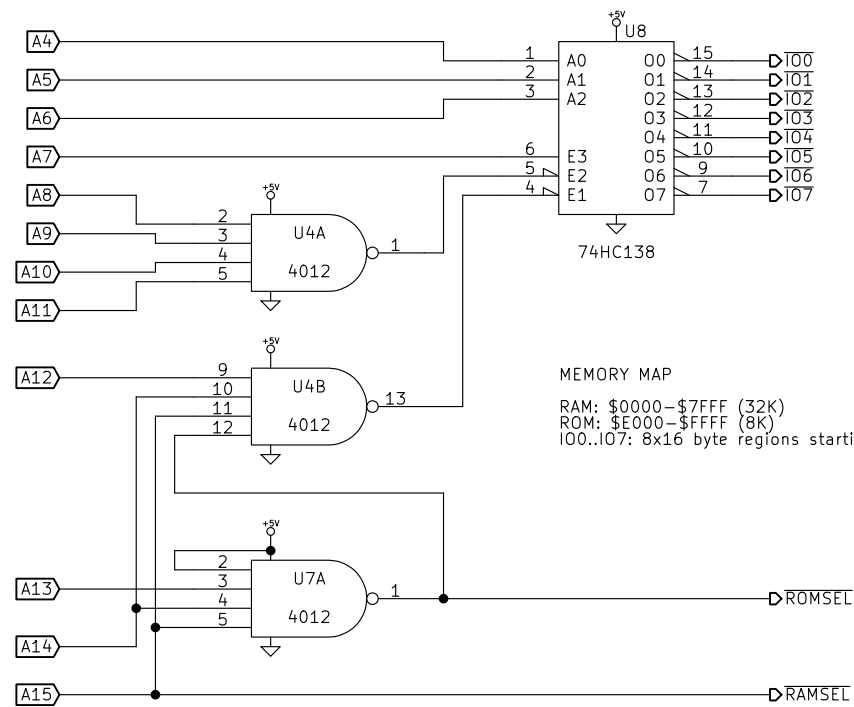 +5V
U8
A4
1 A0 O0 15 IO0
A5
2 A1 O1 14 IO1
3 A2 O2 13 IO2
A6
O3 12 IO3
O4 11 IO4
A7
6 E3 O5 10 IO5
5 E2 O6 9 IO6
4 E1 O7 7 IO7
74HC138
A8
+5V
2
A9
3
U4A
A10
4
1
5
4012
A11
+5V
A12
9
10
U4B
11
13
12
4012
MEMORY MAP
RAM: $0000-$7FFF (32K)
ROM: $E000-$FFFF (8K)
IO0..IO7: 8x16 byte regions starti
+5V
2
U7A
A13
3
1
ROMSEL
4
4012
5
A14
A15
RAMSEL